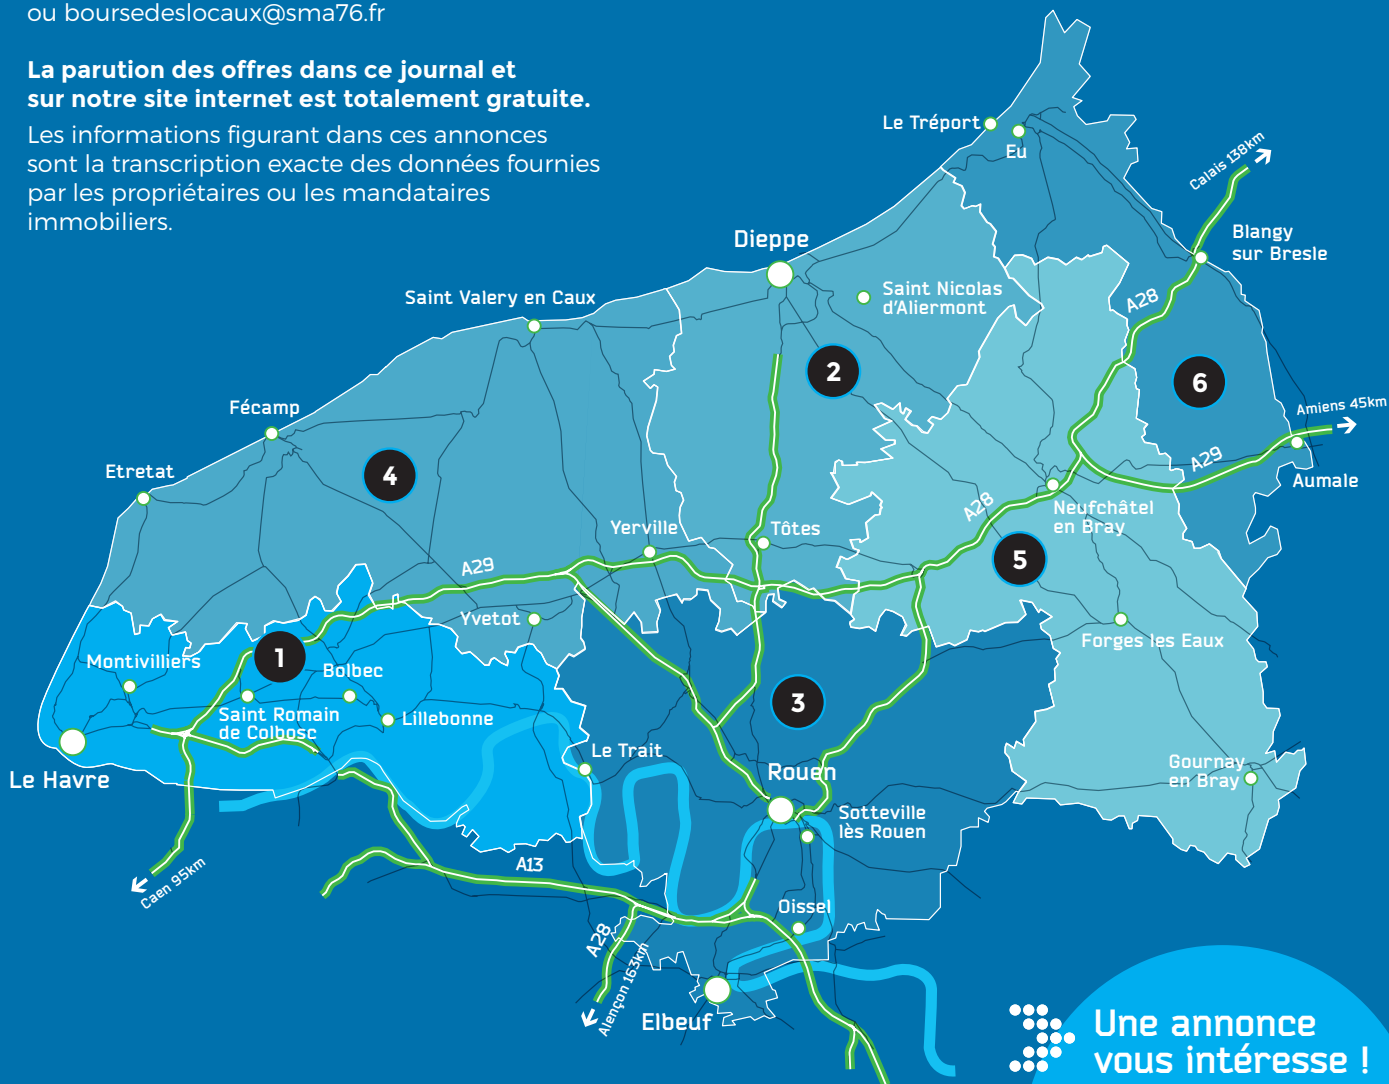 ou boursedeslocaux@sma76.fr
La parution des offres dans ce journal et
sur notre site internet est totalement gratuite.
Les informations figurant dans ces annonces
sont la transcription exacte des données fournies
par les propriétaires ou les mandataires
immobiliers.
Le Tréport
Eu
Calais 138km
Blangy
sur Bresle
Dieppe
Saint Nicolas
d'Aliermont
Saint Valery en Caux
A28
2
6
Fécamp
Amiens 45km
Etretat
4
A29
Aumale
Neufchâtel
en Bray
A28
Yerville
Tôtes
5
A29
Yvetot
Forges les Eaux
1
Montivilliers
Bolbec
3
Saint Romain
de Colbosc
Lillebonne
Le Trait
Le Havre
Rouen
Gournay
en Bray
Sotteville
lès Rouen
A13
Caen 95km
Oissel
A28
Alençon 163km
Elbeuf
Une annonce
vous intéresse !